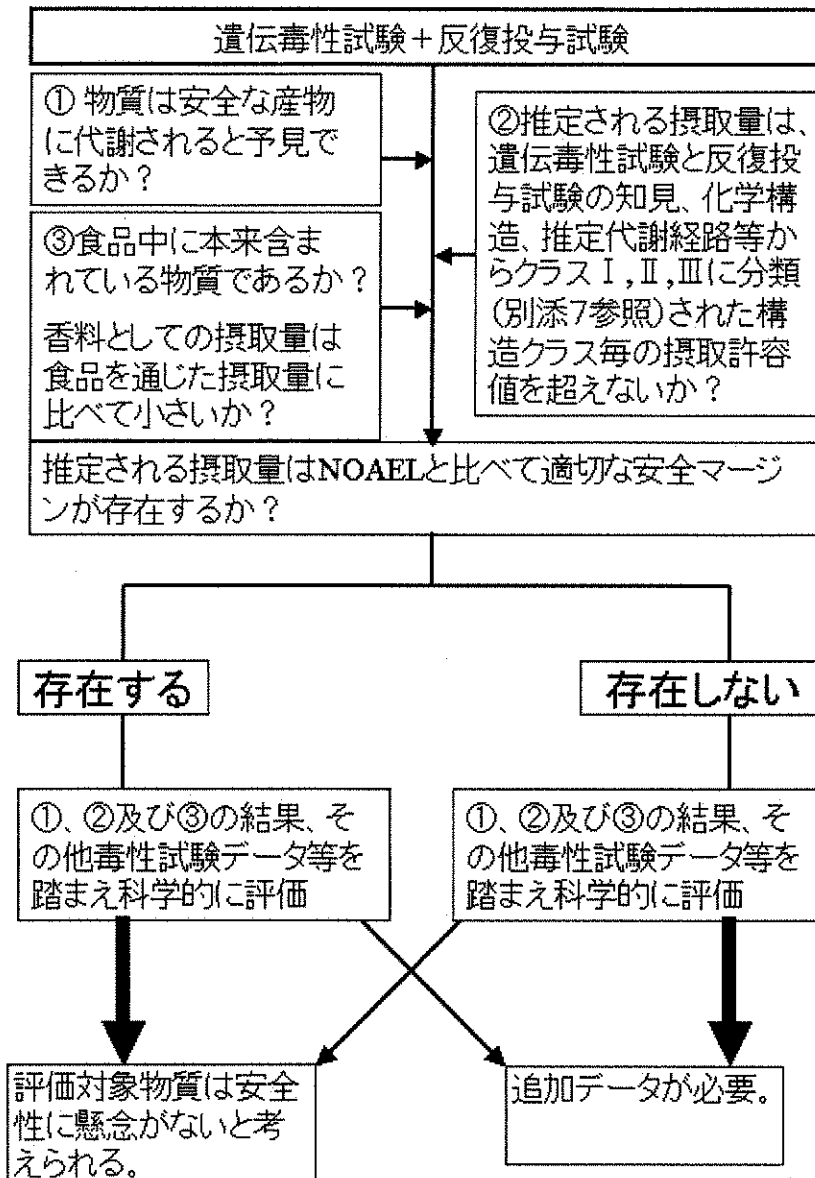 遺伝毒性試験＋反復投与試験
① 物質は安全な産物
に代謝されると予見で
きるか？
②推定される摂取量は、
遺伝毒性試験と反復投
与試験の知見、化学構
造、推定代謝経路等か
らクラスⅠ,Ⅱ,Ⅲに分類
(別添7参照)された構
造クラス毎の摂取許容
値を超えないか？
③食品中に本来含ま
れている物質であるか？
香料としての摂取量は
食品を通じた摂取量に
比べて小さいか？
推定される摂取量はNOAELと比べて適切な安全マージ
ンが存在するか？
存在する
存在しない
①、②及び③の結果、そ
の他毒性試験データ等を
踏まえ科学的に評価
①、②及び③の結果、そ
の他毒性試験データ等を
踏まえ科学的に評価
評価対象物質は安全
性に懸念がないと考
えられる。
追加データが必要。